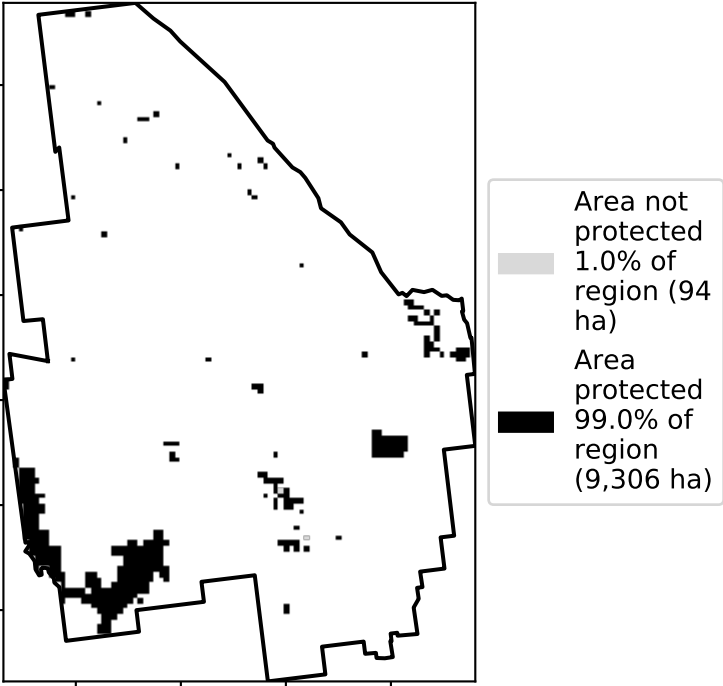 Area not
protected
1.0% of
region (94
ha)
Area
protected
99.0% of
region
(9,306 ha)